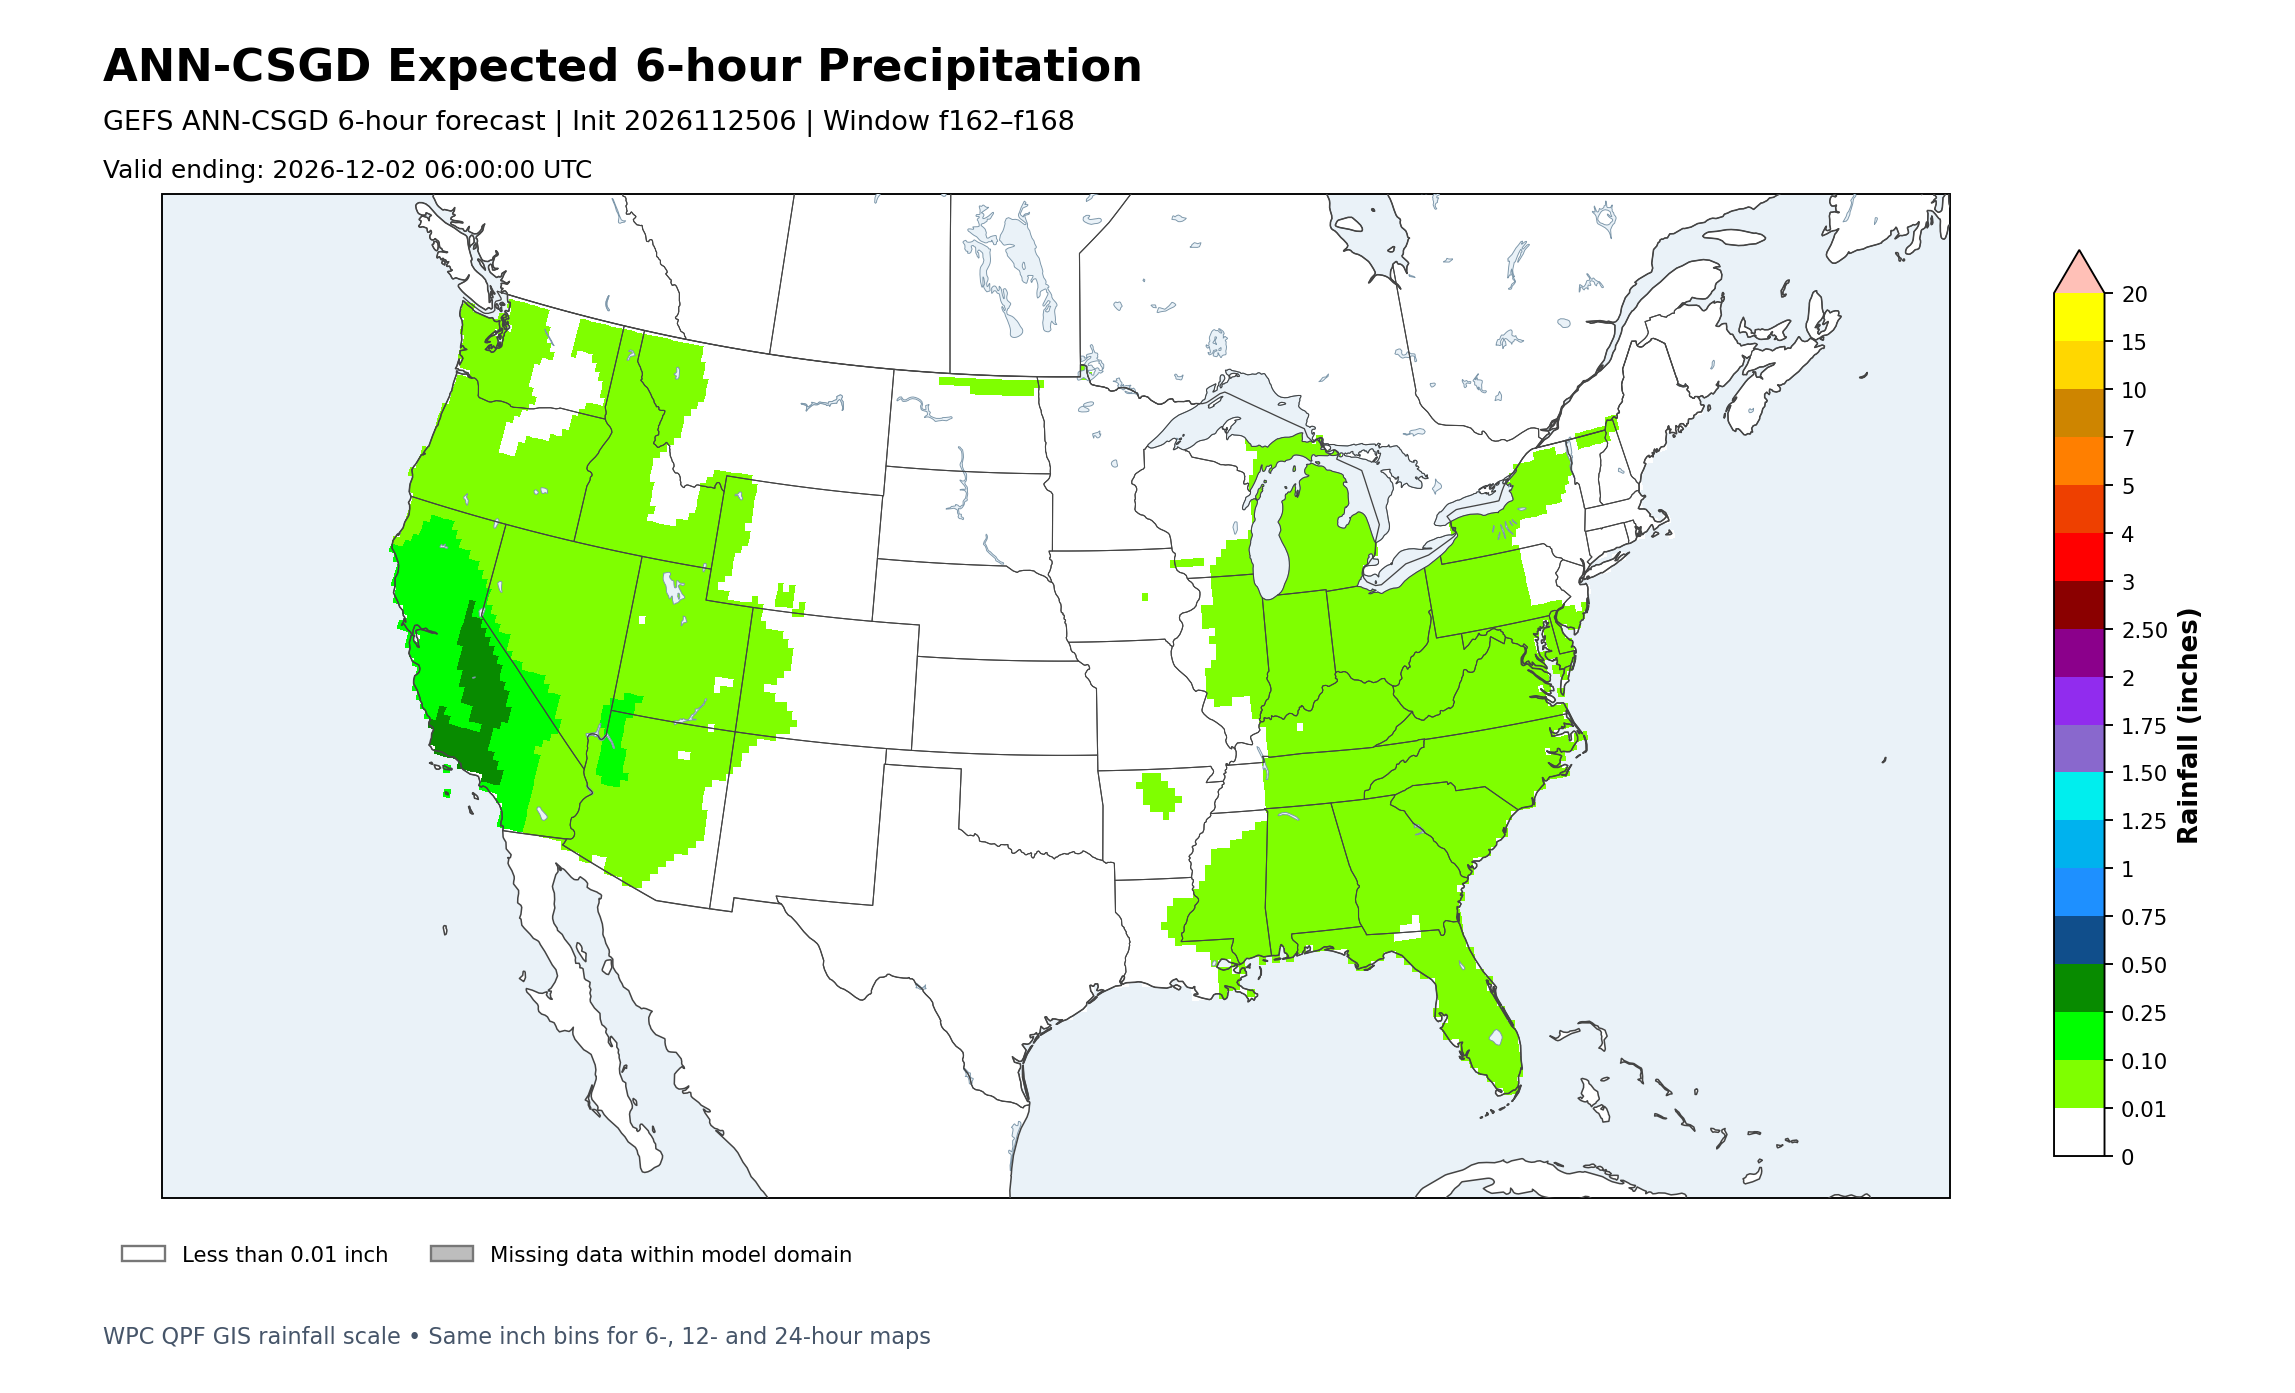 ANN-CSGD Expected 6-hour Precipitation
GEFS ANN-CSGD 6-hour forecast | Init 2026112506 | Window f162–f168
Valid ending: 2026-12-02 06:00:00 UTC
20
15
10
7
5
4
3
2.50
2
1.75
1.50
1.25
1
0.75
0.50
0.25
0.10
0.01
0
Rainfall (inches)
Less than 0.01 inch
Missing data within model domain
WPC QPF GIS rainfall scale • Same inch bins for 6-, 12- and 24-hour maps